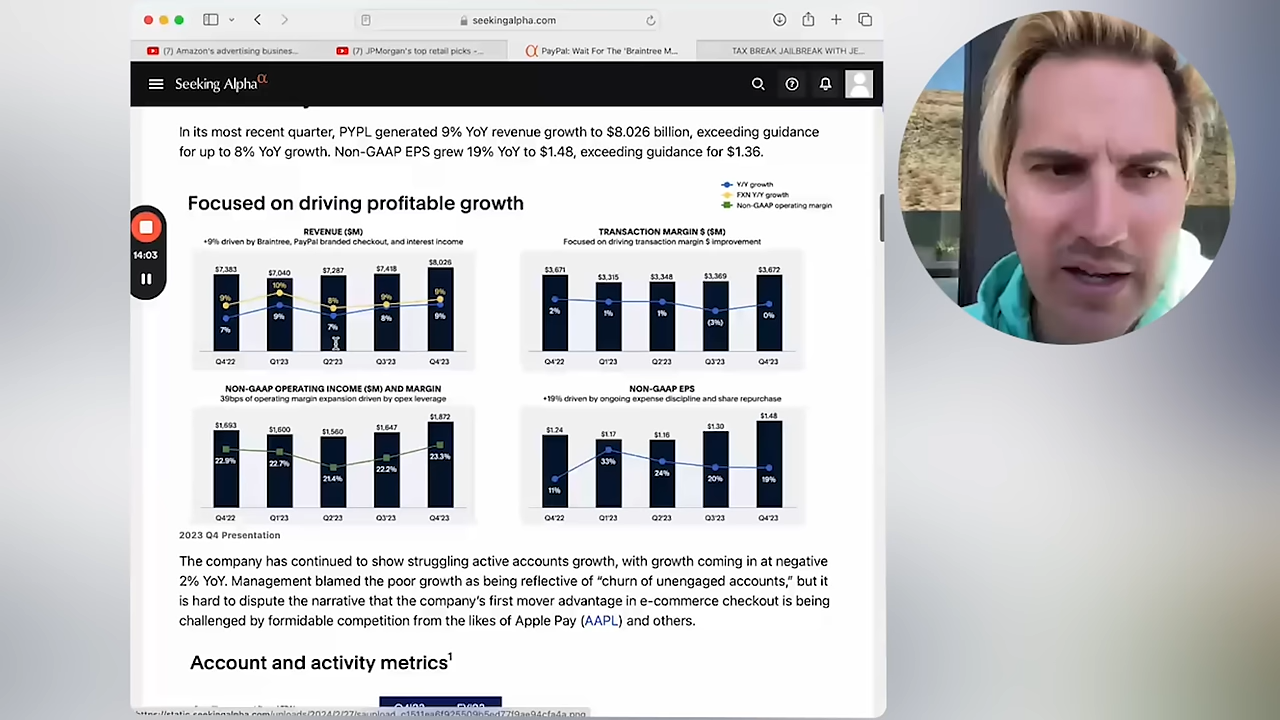 seekingalpha.com
(7) Amazon's advertising busines...
(7) JPMorgan's top retail picks -...
PayPal: Wait For The 'Braintree M...
TAX BREAK JAILBREAK WITH JE...
Seeking Alpha α
In its most recent quarter, PYPL generated 9% YoY revenue growth to $8.026 billion, exceeding guidance
for up to 8% YoY growth. Non-GAAP EPS grew 19% YoY to $1.48, exceeding guidance for $1.36.
Focused on driving profitable growth
Y/Y growth
FXN Y/Y growth
Non-GAAP operating margin
14:03
REVENUE ($M)
+9% driven by Braintree, PayPal branded checkout, and interest income
$7,383 $7,040 $7,287 $7,418 $8,026
9% 10% 8% 9% 9%
7% 9% 7% 8% 9%
Q4'22 Q1'23 Q2'23 Q3'23 Q4'23
TRANSACTION MARGIN $ ($M)
Focused on driving transaction margin $ improvement
$3,671 $3,315 $3,348 $3,369 $3,672
2% 1% 1% (3%) 0%
Q4'22 Q1'23 Q2'23 Q3'23 Q4'23
NON-GAAP OPERATING INCOME ($M) AND MARGIN
39bps of operating margin expansion driven by opex leverage
$1,693 $1,600 $1,560 $1,647 $1,872
22.9% 22.7% 21.4% 22.2% 23.3%
Q4'22 Q1'23 Q2'23 Q3'23 Q4'23
NON-GAAP EPS
+19% driven by ongoing expense discipline and share repurchase
$1.24 $1.17 $1.16 $1.30 $1.48
11% 33% 24% 20% 19%
Q4'22 Q1'23 Q2'23 Q3'23 Q4'23
2023 Q4 Presentation
The company has continued to show struggling active accounts growth, with growth coming in at negative
2% YoY. Management blamed the poor growth as being reflective of “churn of unengaged accounts,” but it
is hard to dispute the narrative that the company’s first mover advantage in e-commerce checkout is being
challenged by formidable competition from the likes of Apple Pay (AAPL) and others.
Account and activity metrics1